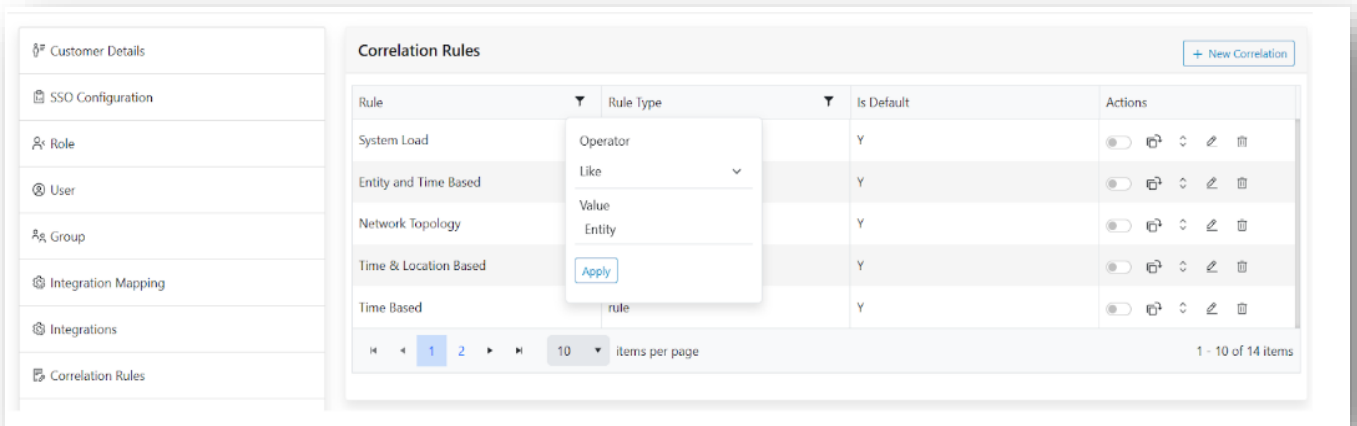 Customer Details
SSO Configuration
Role
User
Group
Integration Mapping
Integrations
Correlation Rules
Correlation Rules
+ New Correlation
Rule Rule Type Is Default Actions
System Load Y
Entity and Time Based Y
Network Topology Y
Time & Location Based Y
Time Based rule Y
Operator
Like
Value
Entity
Apply
1 2 10 items per page 1 - 10 of 14 items